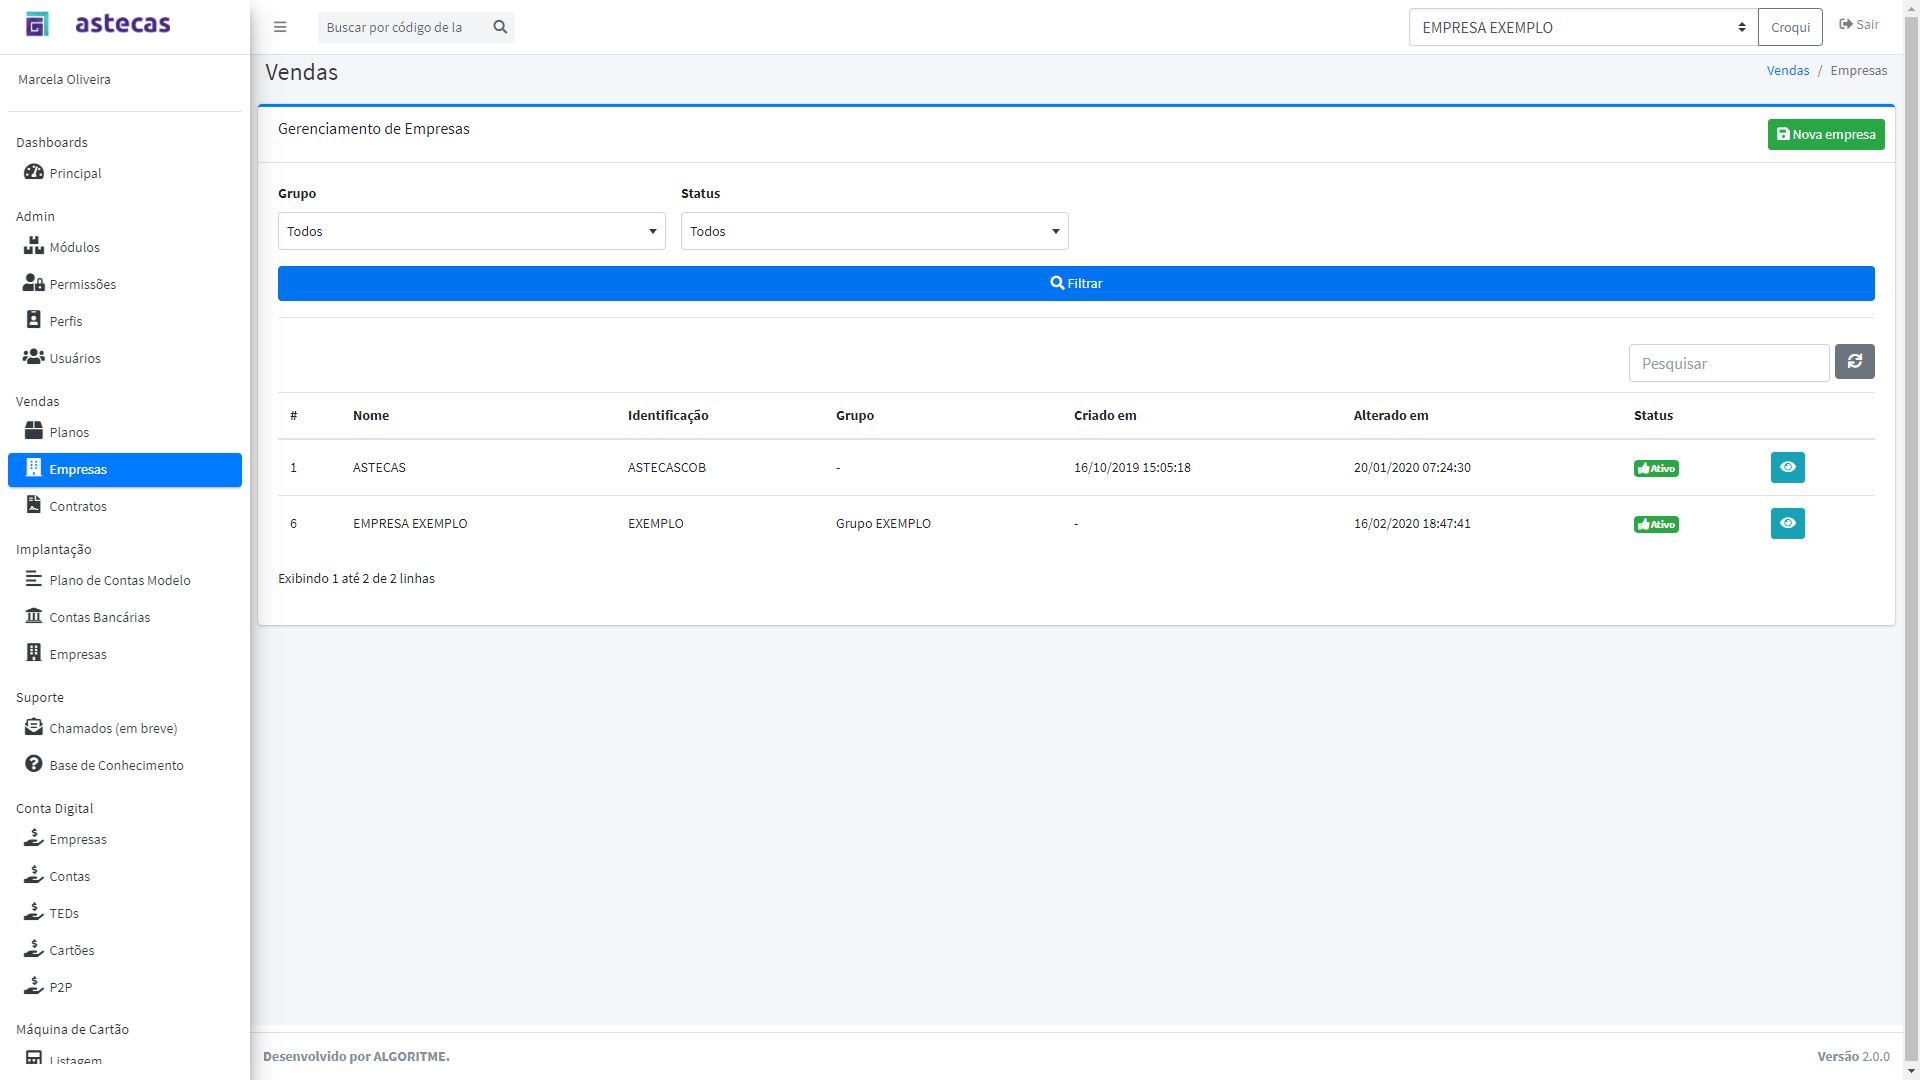 astecas
Buscar por código de la
EMPRESA EXEMPLO
Croqui
Sair
Marcela Oliveira
Dashboards
Principal
Admin
Módulos
Permissões
Perfis
Usuários
Vendas
Planos
Empresas
Contratos
Implantação
Plano de Contas Modelo
Contas Bancárias
Empresas
Suporte
Chamados (em breve)
Base de Conhecimento
Conta Digital
Empresas
Contas
TEDs
Cartões
P2P
Máquina de Cartão
Listagem
Vendas
Vendas / Empresas
Gerenciamento de Empresas
Nova empresa
Grupo Status
Todos Todos
Filtrar
Pesquisar
# Nome Identificação Grupo Criado em Alterado em Status
1 ASTECAS ASTECASCOB - 16/10/2019 15:05:18 20/01/2020 07:24:30 Ativo
6 EMPRESA EXEMPLO EXEMPLO Grupo EXEMPLO - 16/02/2020 18:47:41 Ativo
Exibindo 1 até 2 de 2 linhas
Desenvolvido por ALGORITME.
Versão 2.0.0